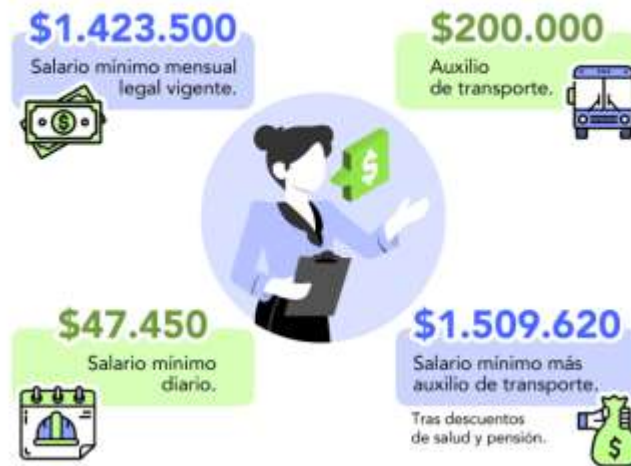 $1.423.500
Salario mínimo mensual
legal vigente.
$200.000
Auxilio
de transporte.
$
$
$47.450
Salario mínimo
diario.
$1.509.620
Salario mínimo más
auxilio de transporte.
Tras descuentos
de salud y pensión.
$